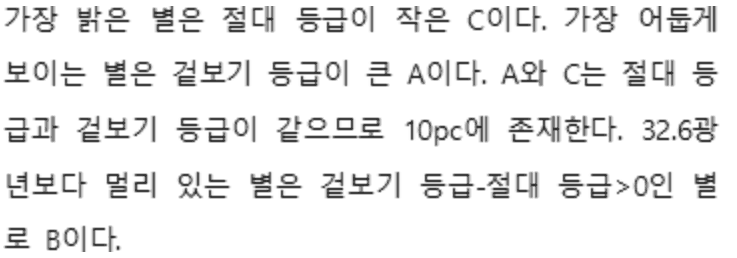 가장 밝은 별은 절대 등급이 작은 C이다. 가장 어둡게
보이는 별은 겉보기 등급이 큰 A이다. A와 C는 절대 등
급과 겉보기 등급이 같으므로 10pc에 존재한다. 32.6광
년보다 멀리 있는 별은 겉보기 등급-절대 등급>0인 별
로 B이다.